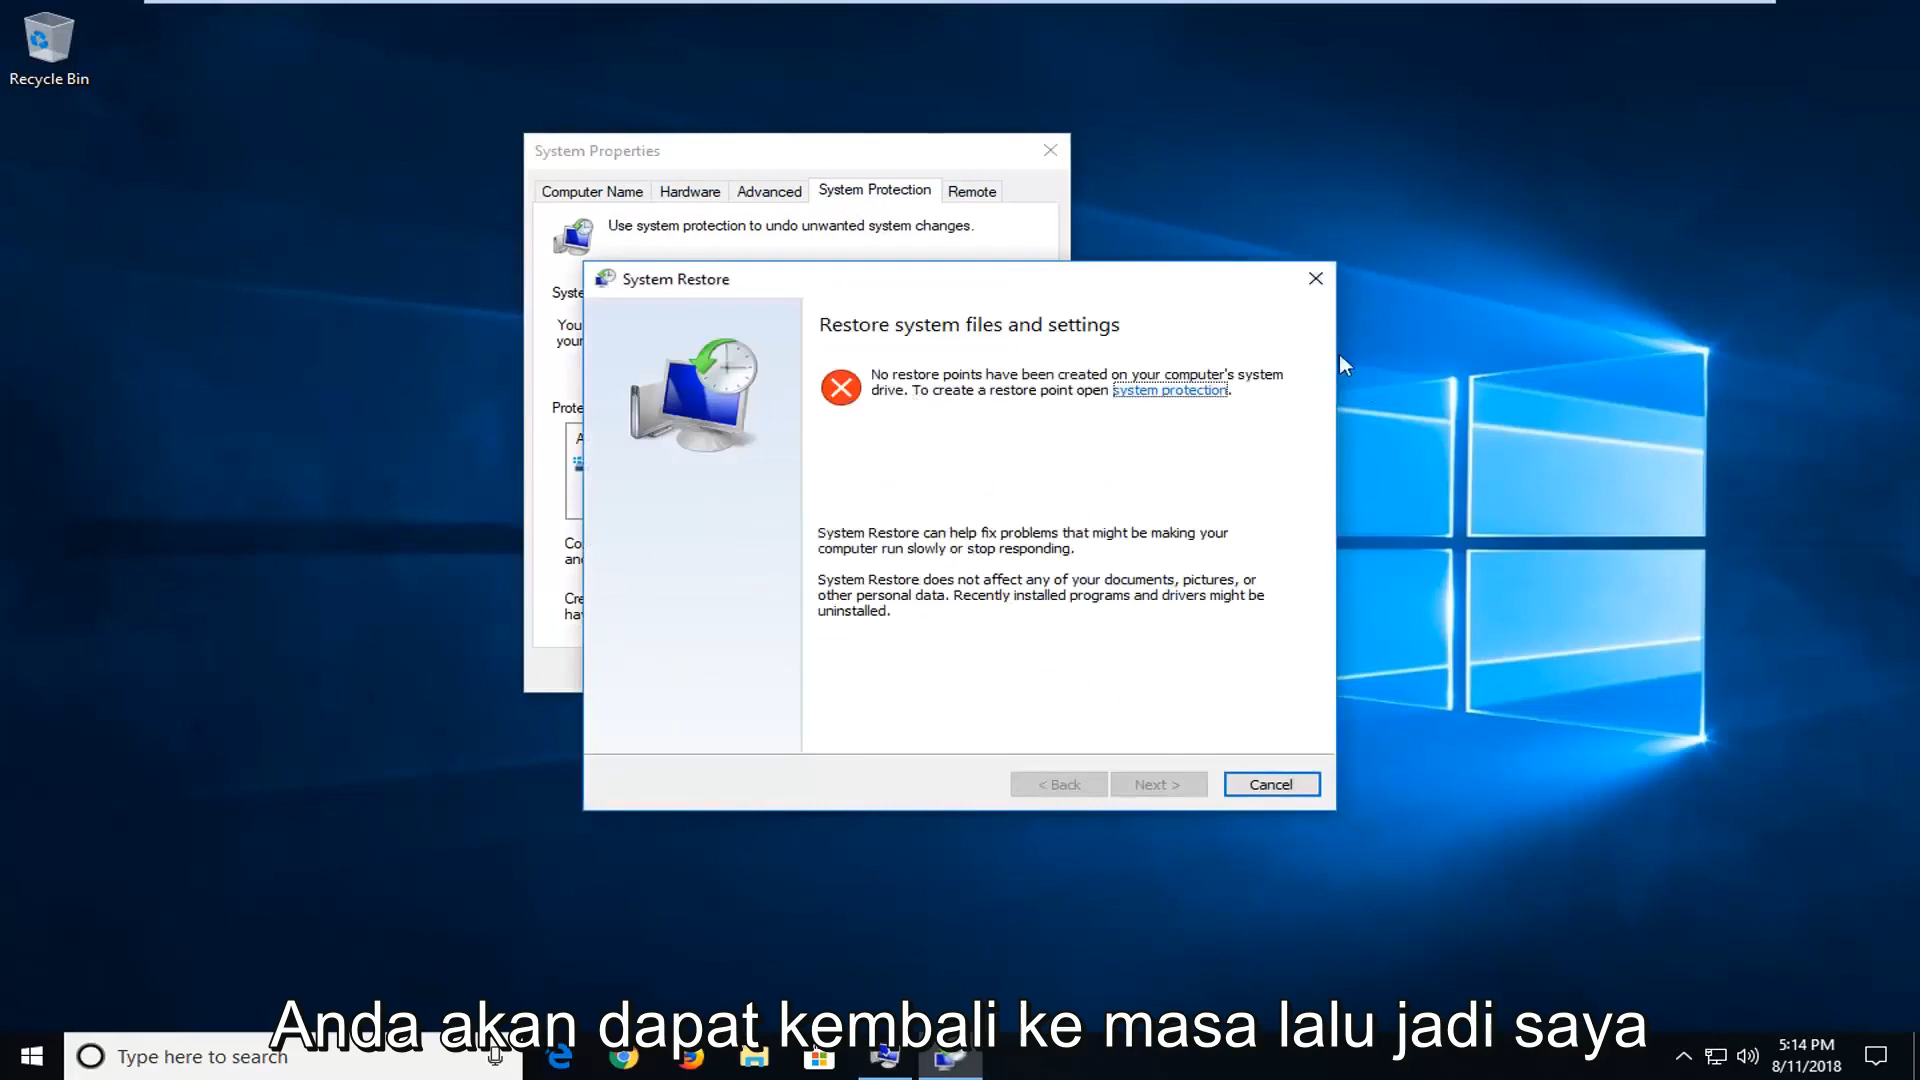 Recycle Bin
System Properties
Computer Name
Hardware
Advanced
System Protection
Remote
Use system protection to undo unwanted system changes.
System Restore
Restore system files and settings
No restore points have been created on your computer's system
drive. To create a restore point open system protection.
System Restore can help fix problems that might be making your
computer run slowly or stop responding.
System Restore does not affect any of your documents, pictures, or
other personal data. Recently installed programs and drivers might be
uninstalled.
< Back
Next >
Cancel
Anda akan dapat kembali ke masa lalu jadi saya
Type here to search
5:14 PM
8/11/2018